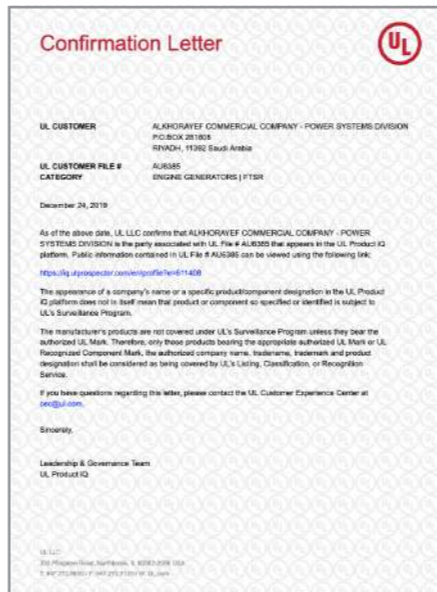 Confirmation Letter
UL
UL CUSTOMER ALKHORAYEF COMMERCIAL COMPANY - POWER SYSTEMS DIVISION
P.O.BOX
RIYADH, Saudi Arabia
UL CUSTOMER FILE # AU6385
CATEGORY ENGINE GENERATORS | FTSR
December 24, 2019
As of the above date, UL LLC confirms that ALKHORAYEF COMMERCIAL COMPANY - POWER
SYSTEMS DIVISION is the party associated with UL File # AU6385 that appears in the UL Product iQ
platform. Public information contained in UL File # AU6385 can be viewed using the following link:
The appearance of a company's name or a specific product/component designation in the UL Product
iQ platform does not in itself mean that product or component so specified or identified is subject to
UL's Surveillance Program.
The manufacturer's products are not covered under UL's Surveillance Program unless they bear the
authorized UL Mark. Therefore, only those products bearing the appropriate authorized UL Mark or UL
Recognized Component Mark, the authorized company name, tradename, trademark and product
designation shall be considered as being covered by UL's Listing, Classification, or Recognition
Service.
If you have questions regarding this letter, please contact the UL Customer Experience Center at
cec@ul.com.
Sincerely,
Leadership & Governance Team
UL Product iQ
UL LLC